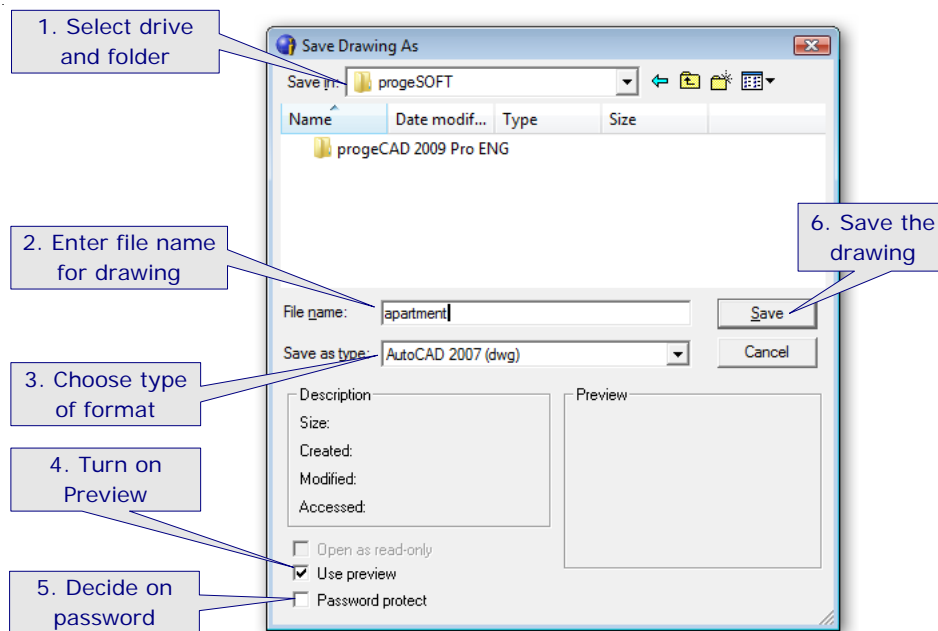 1. Select drive
and folder
Save Drawing As
Save in:
progeSOFT
Name
Date modif...
Type
Size
progeCAD 2009 Pro ENG
2. Enter file name
for drawing
6. Save the
drawing
File name:
apartment
Save
Save as type:
AutoCAD 2007 (dwg)
Cancel
3. Choose type
of format
Description
Preview
Size:
Created:
Modified:
Accessed:
4. Turn on
Preview
Open as read-only
Use preview
5. Decide on
password
Password protect